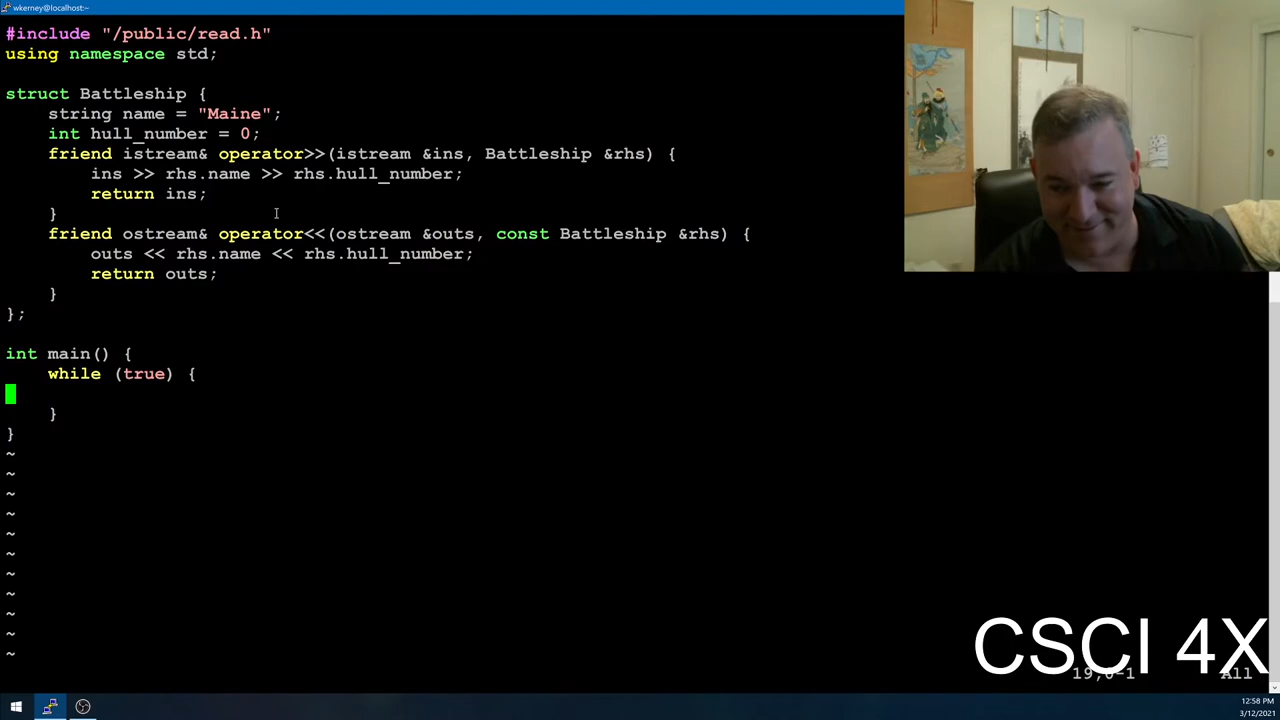 wkerney@localhost:~
#include "/public/read.h"
using namespace std;
struct Battleship {
    string name = "Maine";
    int hull_number = 0;
    friend istream& operator>>(istream &ins, Battleship &rhs) {
        ins >> rhs.name >> rhs.hull_number;
        return ins;
    }
    friend ostream& operator<<(ostream &outs, const Battleship &rhs) {
        outs << rhs.name << rhs.hull_number;
        return outs;
    }
};
int main() {
    while (true) {
    }
}
~
~
~
~
~
~
~
~
~
~
~
CSCI 4X
19,0-1 All
12:58 PM
3/12/2021